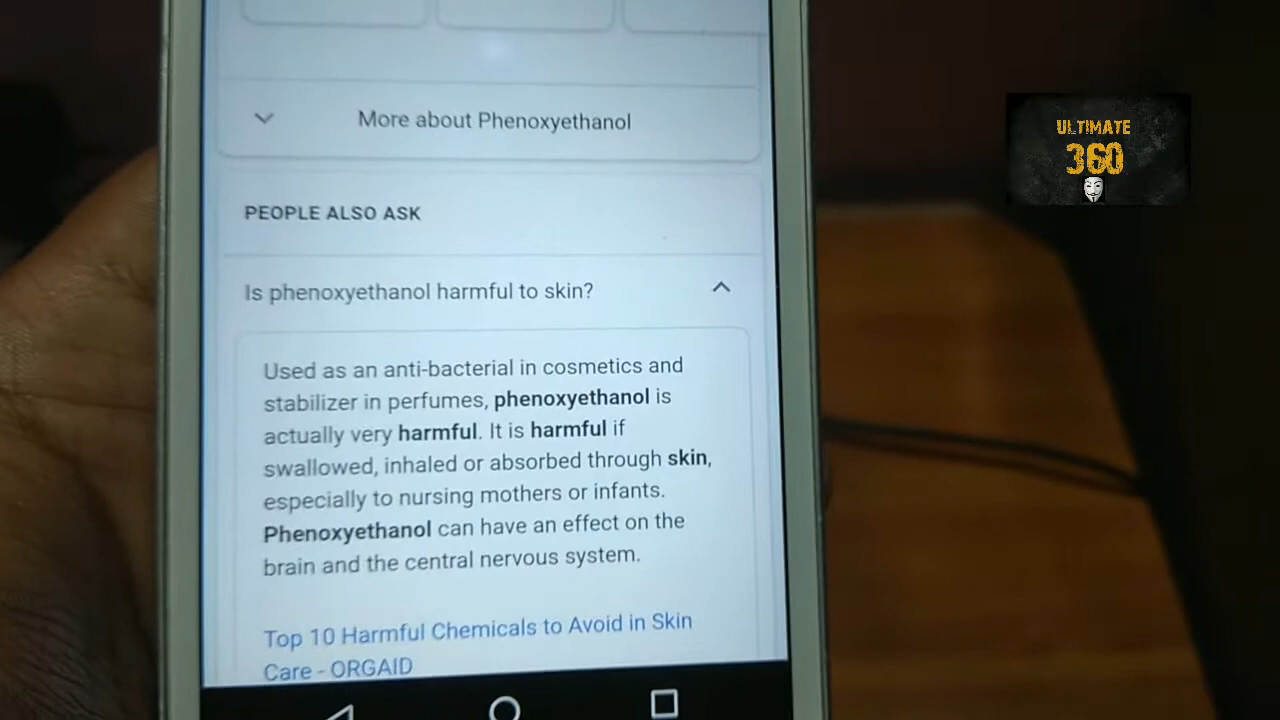 More about Phenoxyethanol
PEOPLE ALSO ASK
Is phenoxyethanol harmful to skin?
Used as an anti-bacterial in cosmetics and
stabilizer in perfumes, phenoxyethanol is
actually very harmful. It is harmful if
swallowed, inhaled or absorbed through skin,
especially to nursing mothers or infants.
Phenoxyethanol can have an effect on the
brain and the central nervous system.
Top 10 Harmful Chemicals to Avoid in Skin
Care - ORGAID
ULTIMATE
360